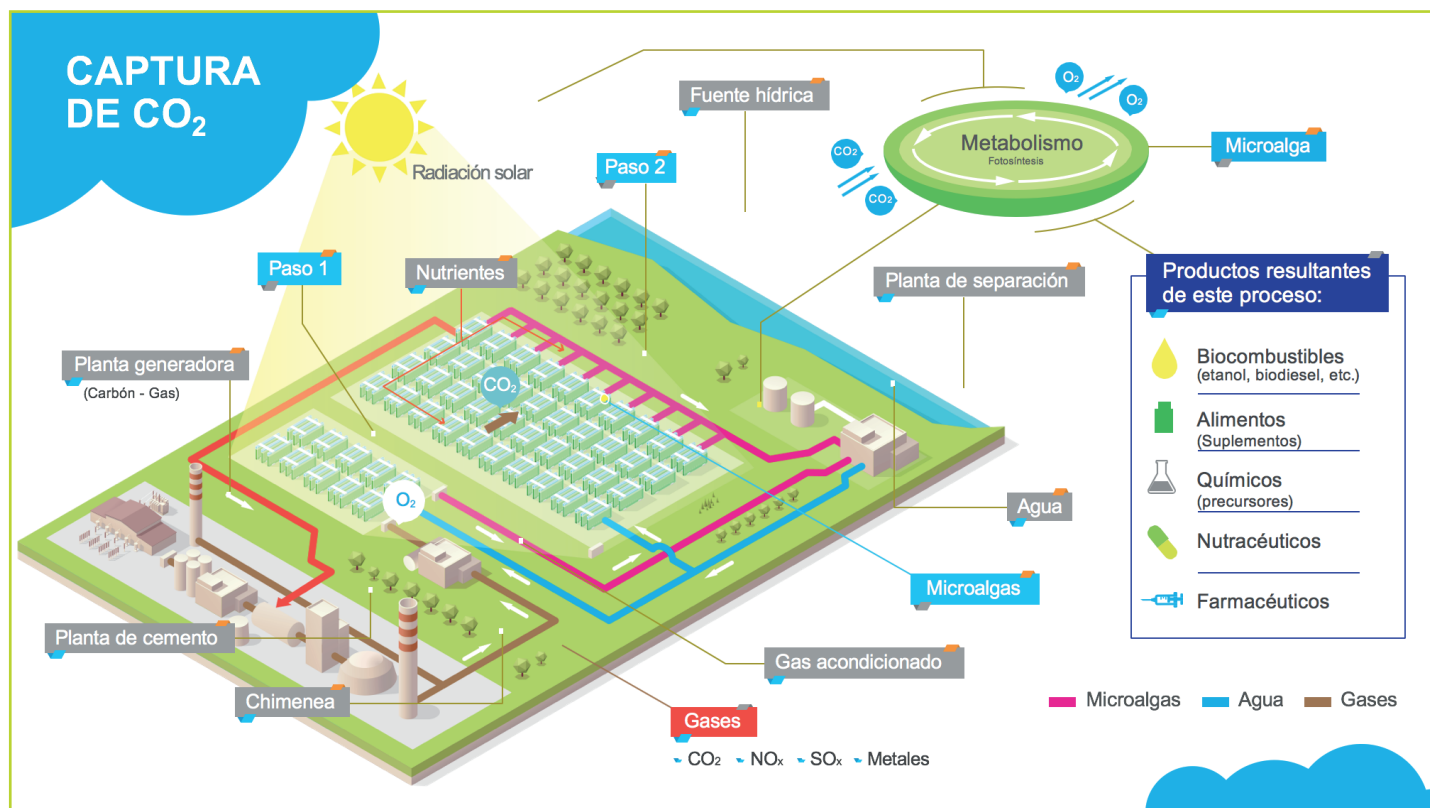 CAPTURA
DE CO₂
Radiación solar
Fuente hídrica
Paso 2
O₂
O₂
CO₂
CO₂
Metabolismo
Fotosíntesis
Microalga
Paso 1
Nutrientes
Planta de separación
Productos resultantes
de este proceso:
Biocombustibles
(etanol, biodiesel, etc.)
Alimentos
(Suplementos)
Químicos
(precursores)
Nutracéuticos
Farmacéuticos
Planta generadora
(Carbón - Gas)
CO₂
O₂
Agua
Microalgas
Planta de cemento
Gas acondicionado
Chimenea
Gases
CO₂
NOₓ
SOₓ
Metales
Microalgas
Agua
Gases